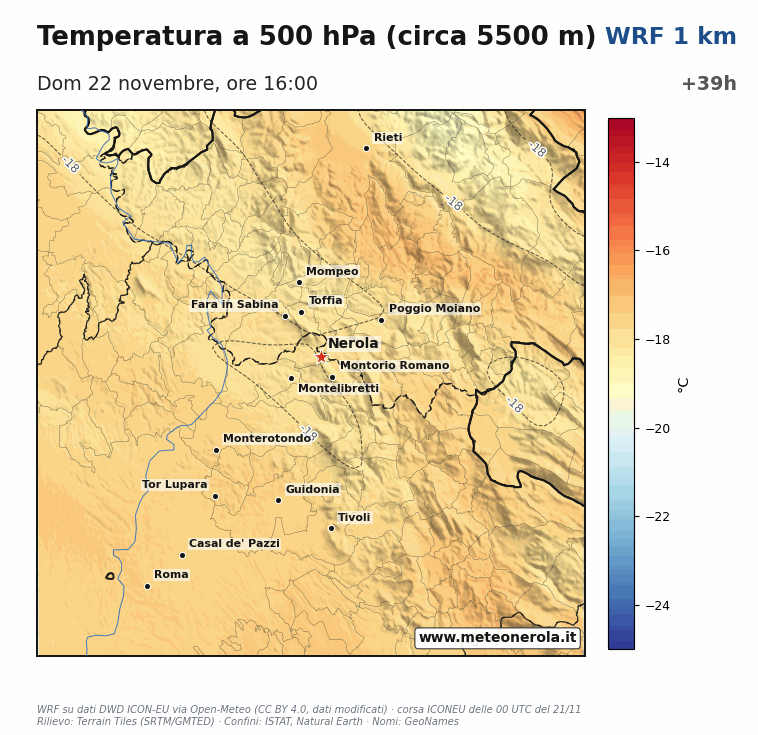 Temperatura a 500 hPa (circa 5500 m) WRF 1 km
Dom 22 novembre, ore 16:00 +39h
-18
-18
-18
Rieti
Mompeo
Fara in Sabina
Toffia
Poggio Moiano
Nerola
Montorio Romano
Montelibretti
-18
-18
Monterotondo
Tor Lupara
Guidonia
Tivoli
Casal de' Pazzi
Roma
www.meteonerola.it
−14
−16
−18
−20
−22
−24
°C
WRF su dati DWD ICON-EU via Open-Meteo (CC BY 4.0, dati modificati) · corsa ICONEU delle 00 UTC del 21/11
Rilievo: Terrain Tiles (SRTM/GMTED) · Confini: ISTAT, Natural Earth · Nomi: GeoNames